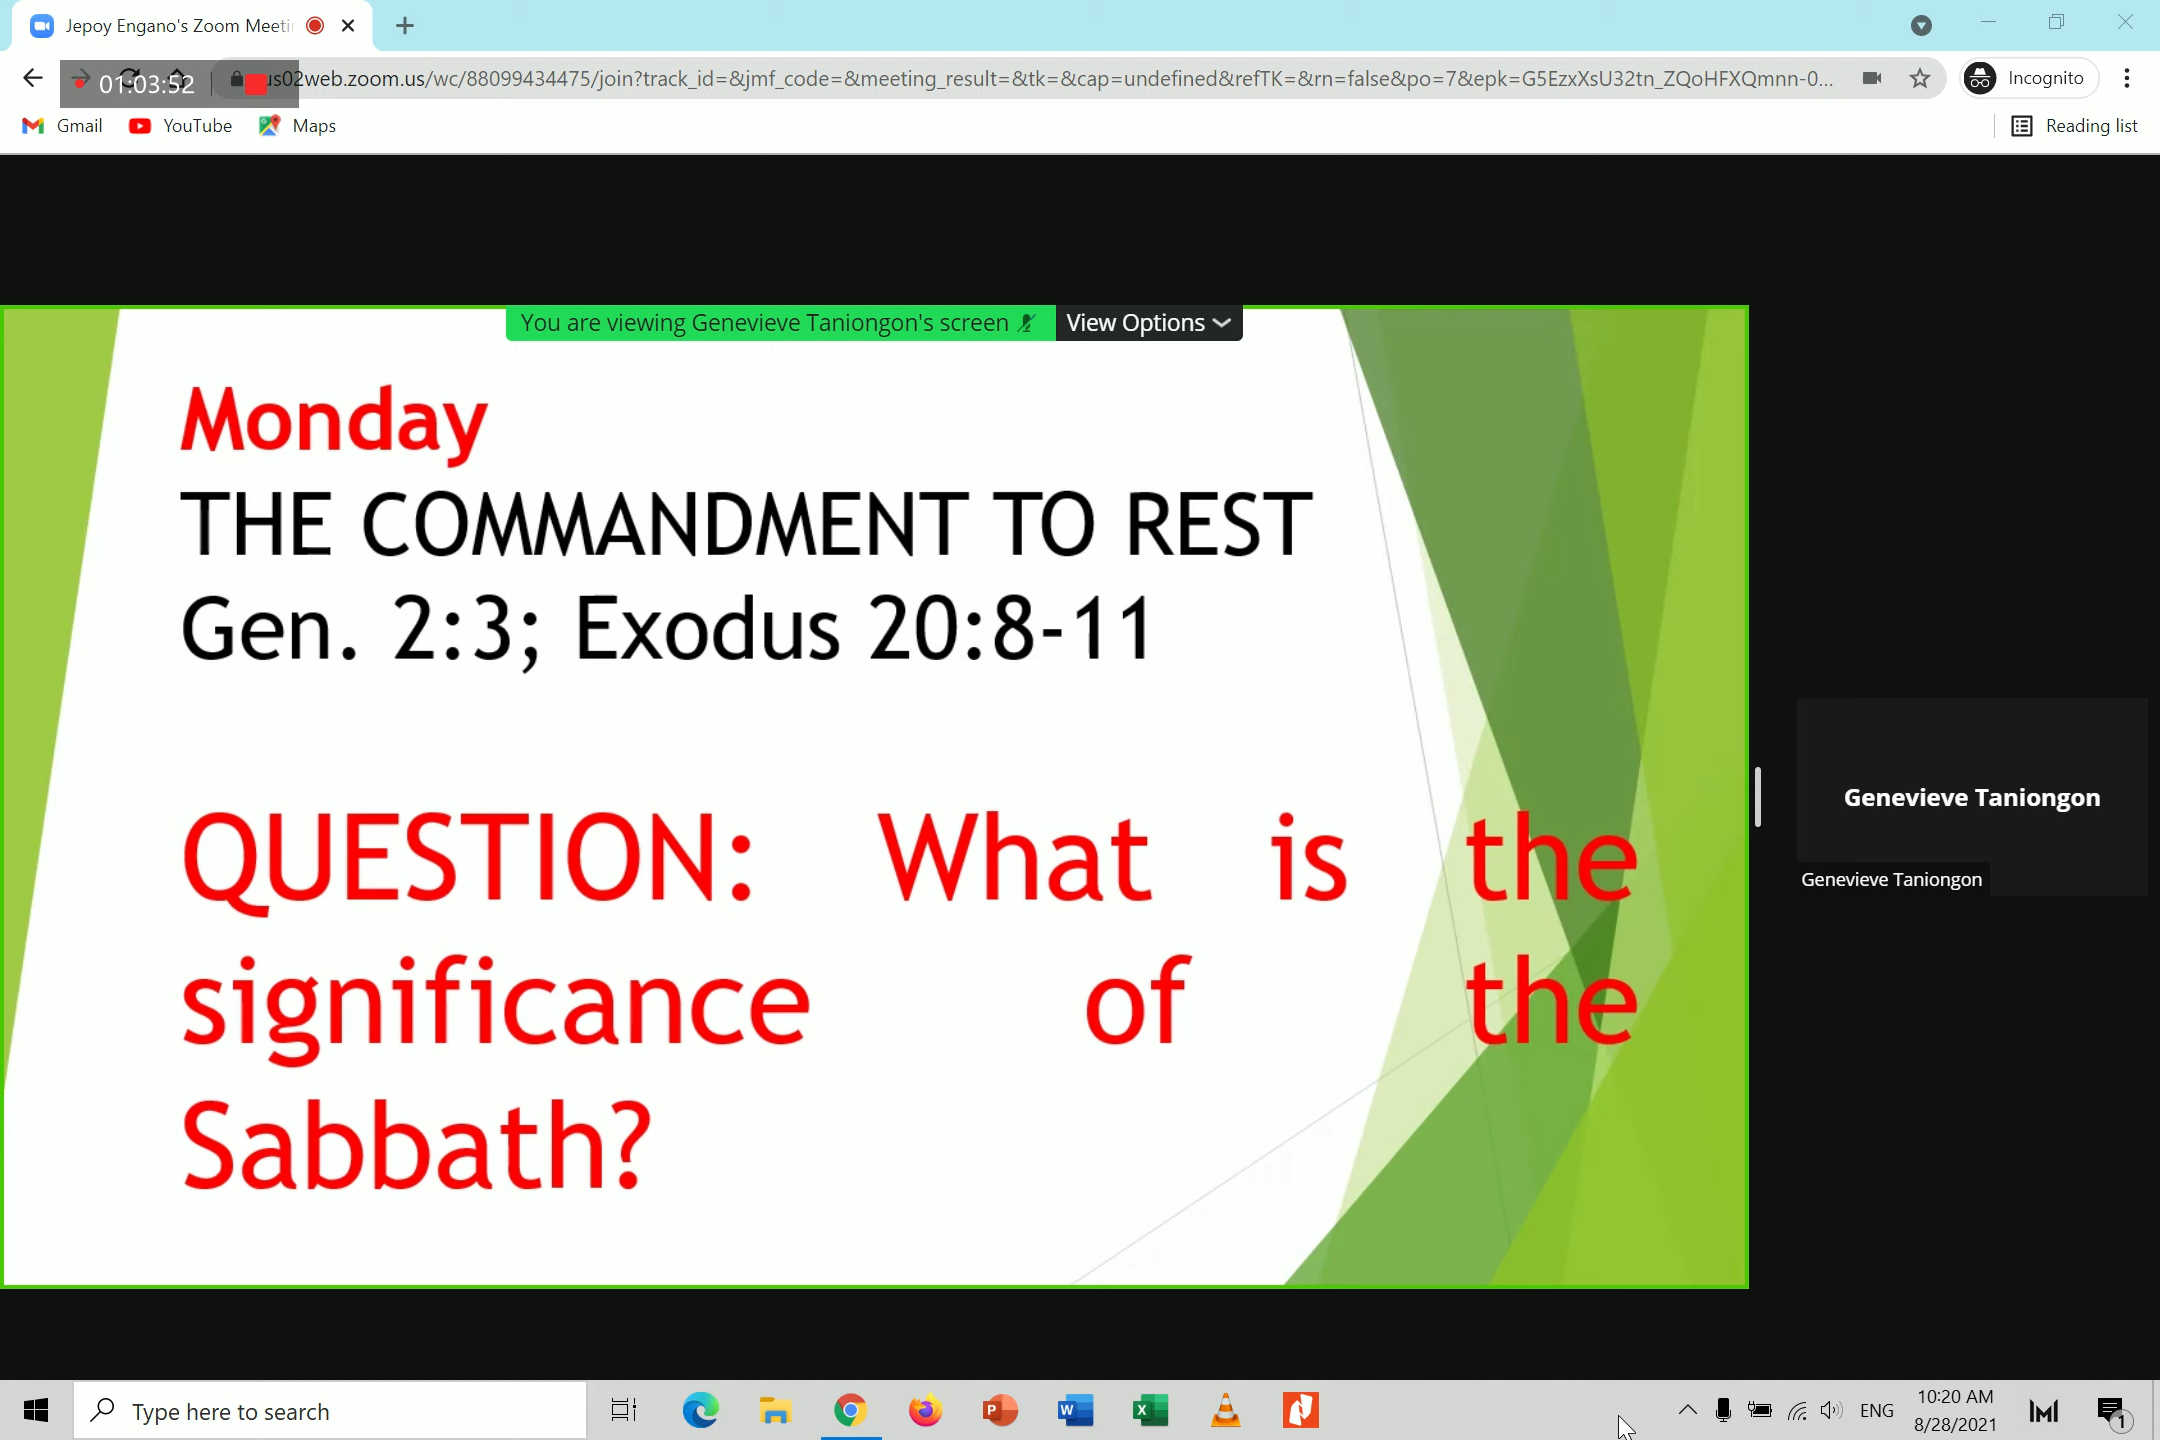 Jepoy Engano's Zoom Meeti
01:03:52
us02web.zoom.us/wc/88099434475/join?track_id=&jmf_code=&meeting_result=&tk=&cap=undefined&refTK=&rn=false&po=7&epk=G5EzxXsU32tn_ZQoHFXQmnn-0...
Incognito
Gmail
YouTube
Maps
Reading list
You are viewing Genevieve Taniongon's screen
View Options
Monday
THE COMMANDMENT TO REST
Gen. 2:3; Exodus 20:8-11
QUESTION: What is the
significance of the
Sabbath?
Genevieve Taniongon
Genevieve Taniongon
Type here to search
ENG
10:20 AM
8/28/2021
1